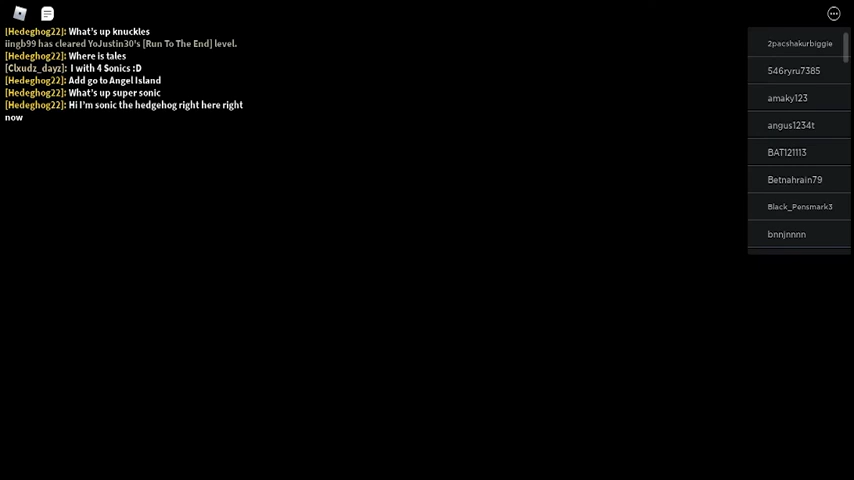 [Hedeghog22]: What's up knuckles
iingb99 has cleared YoJustin30's [Run To The End] level.
[Hedeghog22]: Where is tales
[Clxudz_dayz]: I with 4 Sonics :D
[Hedeghog22]: Add go to Angel Island
[Hedeghog22]: What's up super sonic
[Hedeghog22]: Hi I'm sonic the hedgehog right here right
now
2pacshakurbiggie
546ryru7385
amaky123
angus1234t
BAT121113
Betnahrain79
Black_Pensmark3
bnnjnnnn